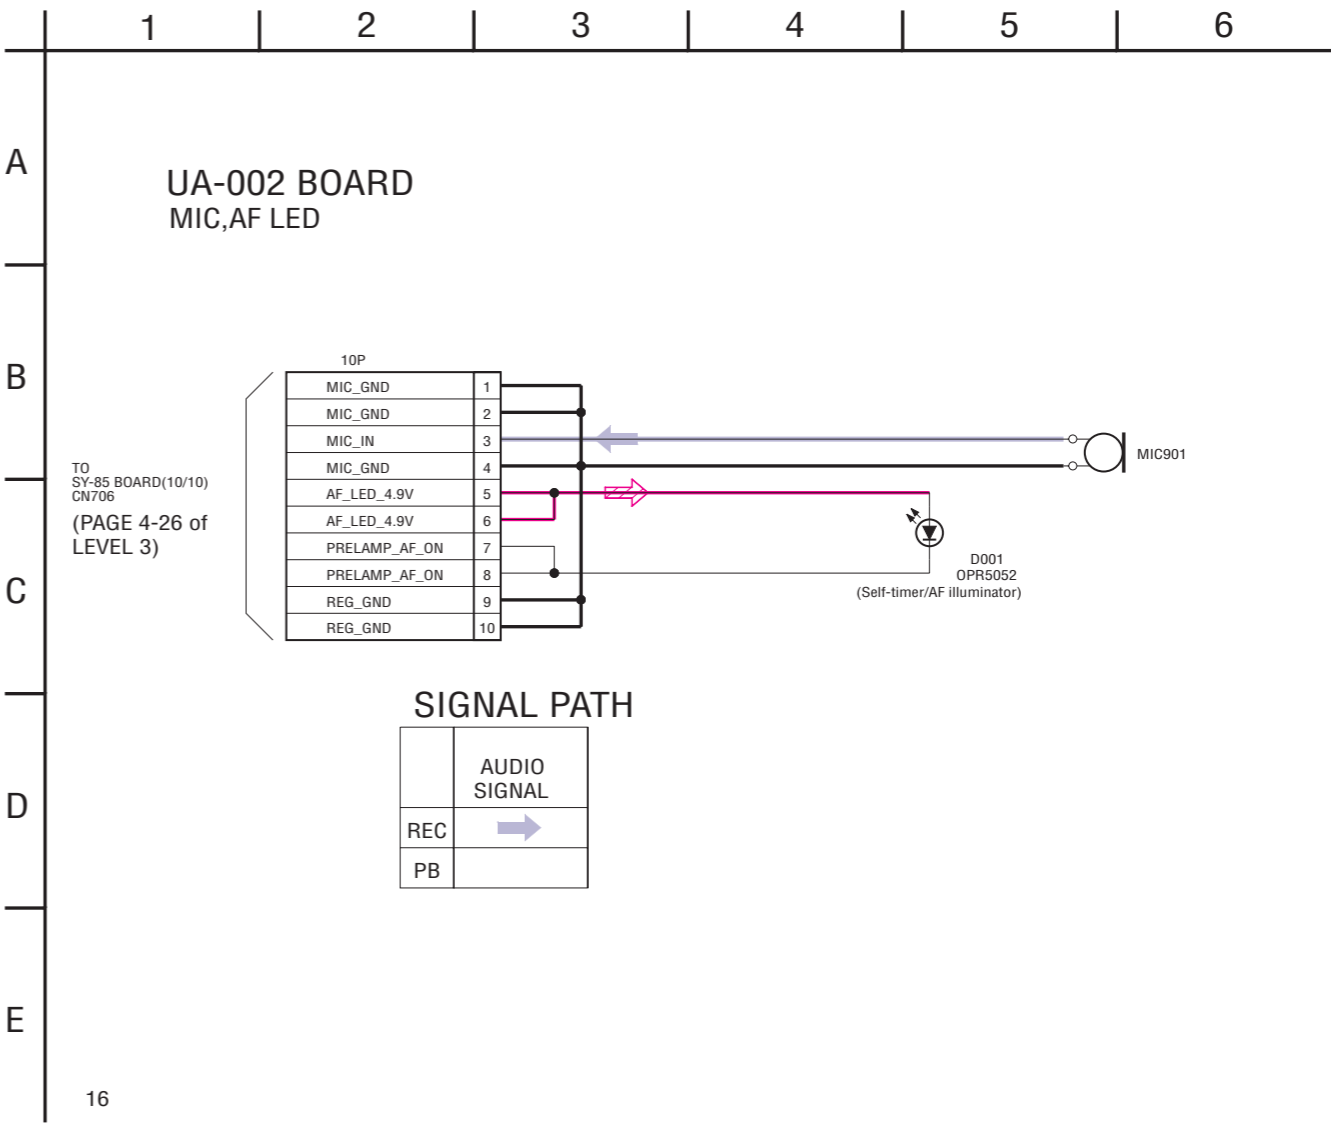 1 2 3 4 5 6
A
UA-002 BOARD
MIC,AF LED
B
10P
MIC_GND 1
MIC_GND 2
MIC_IN 3
MIC_GND 4
AF_LED_4.9V 5
AF_LED_4.9V 6
PRELAMP_AF_ON 7
PRELAMP_AF_ON 8
REG_GND 9
REG_GND 10
MIC901
TO
SY-85 BOARD(10/10)
CN706
(PAGE 4-26 of
LEVEL 3)
C
D001
OPR5052
(Self-timer/AF illuminator)
SIGNAL PATH
AUDIO
SIGNAL
REC
PB
D
E
16